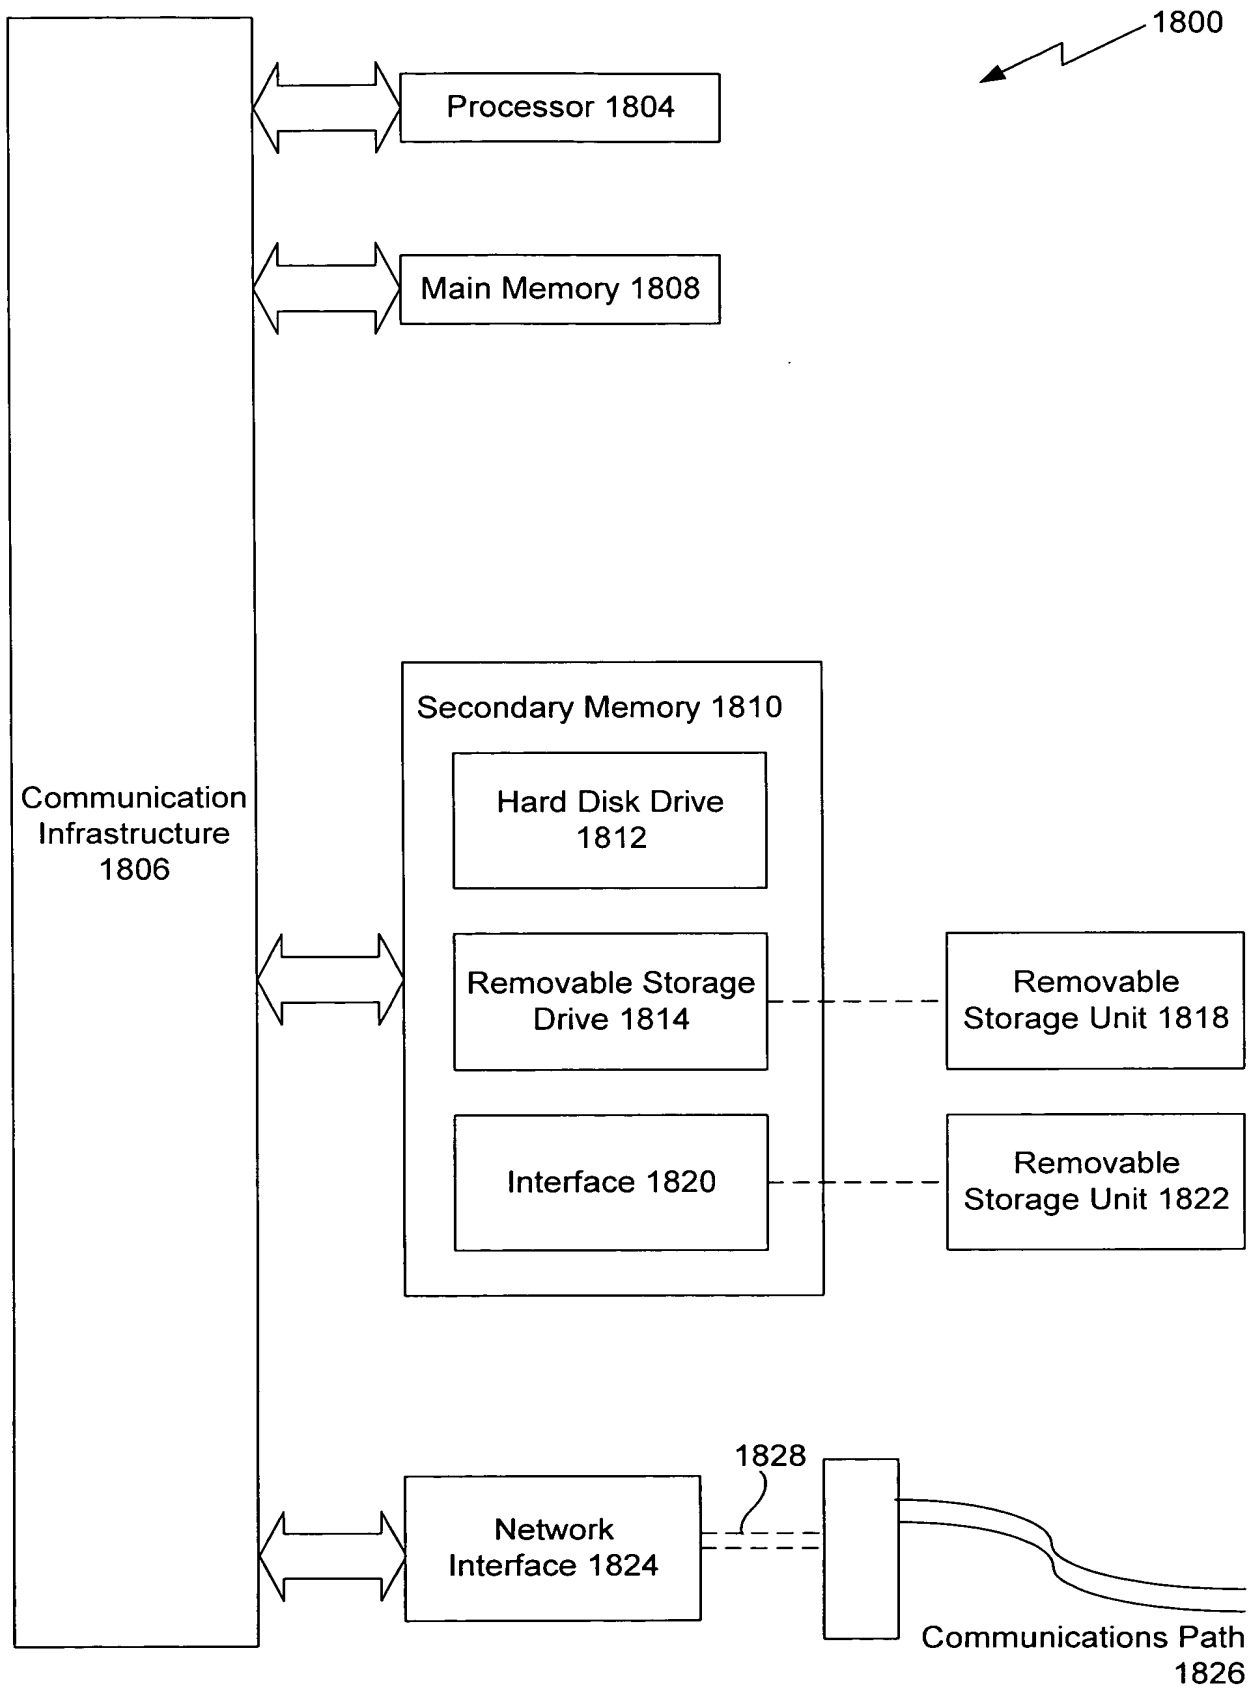 1800
Processor 1804
Main Memory 1808
Secondary Memory 1810
Hard Disk Drive
1812
Communication
Infrastructure
1806
Removable Storage
Drive 1814
Removable
Storage Unit 1818
Interface 1820
Removable
Storage Unit 1822
1828
Network
Interface 1824
Communications Path
1826